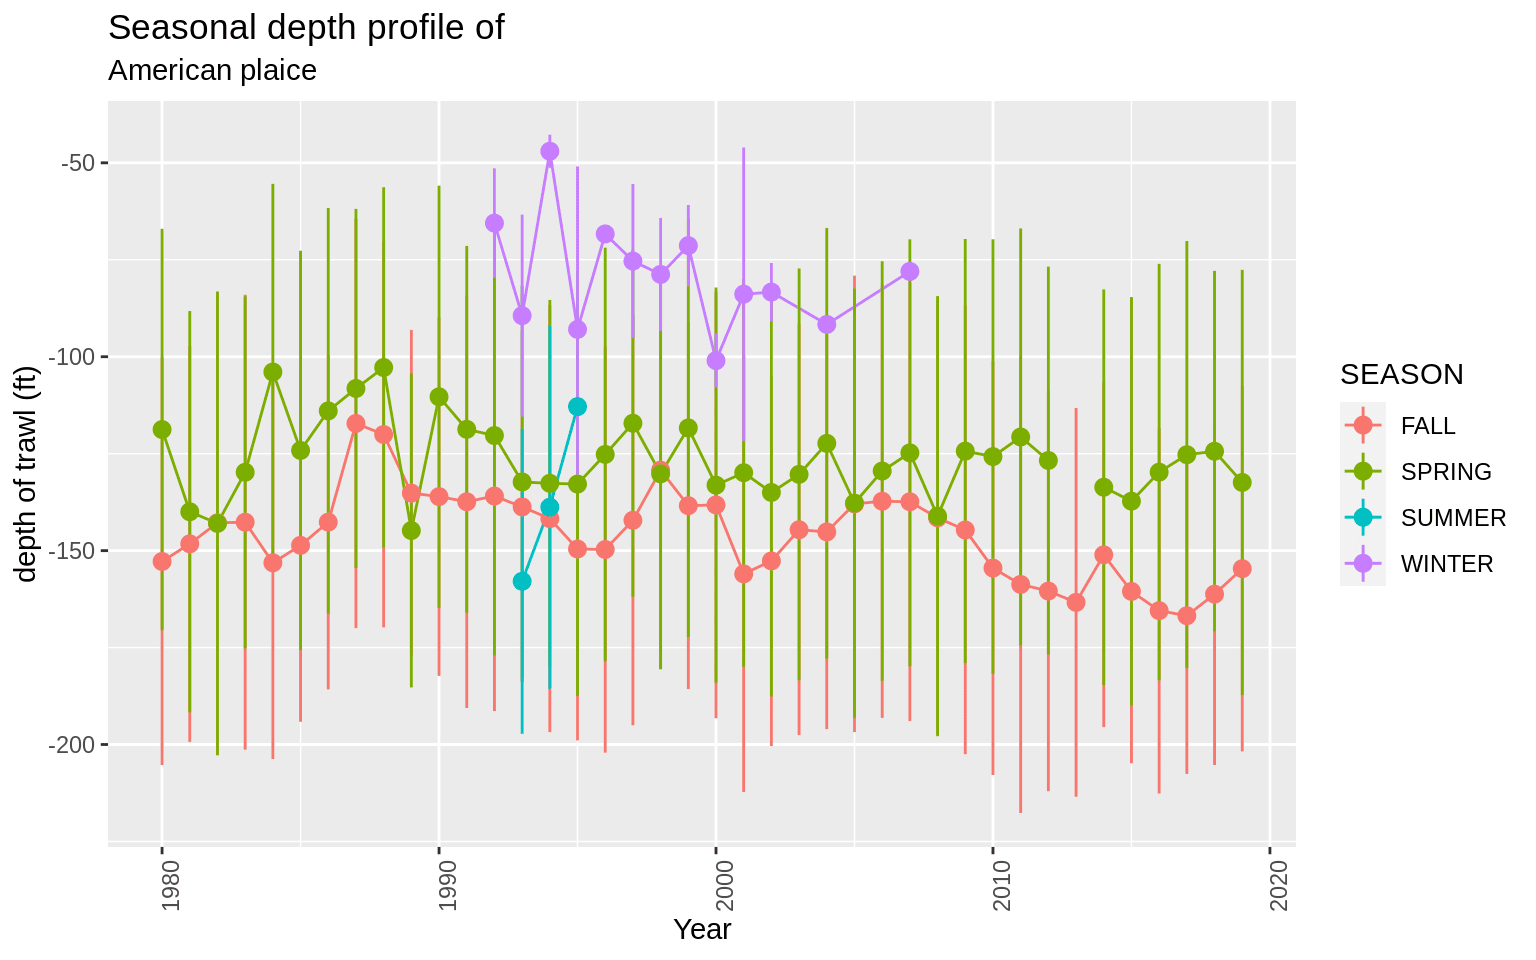 Seasonal depth profile of
American plaice
depth of trawl (ft)
-50
-100
-150
-200
1980
1990
2000
2010
2020
Year
SEASON
FALL
SPRING
SUMMER
WINTER